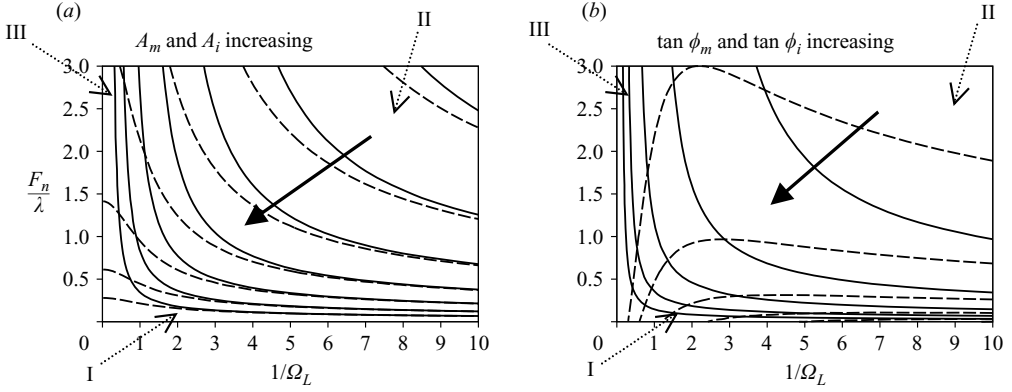 (a)
(b)
III
II
A_m and A_i increasing
III
II
tan ϕ_m and tan ϕ_i increasing
3.0
2.5
2.0
1.5
1.0
0.5
F_n
λ
0 1 2 3 4 5 6 7 8 9 10
I
1/Ω_L
3.0
2.5
2.0
1.5
1.0
0.5
0 1 2 3 4 5 6 7 8 9 10
I
1/Ω_L